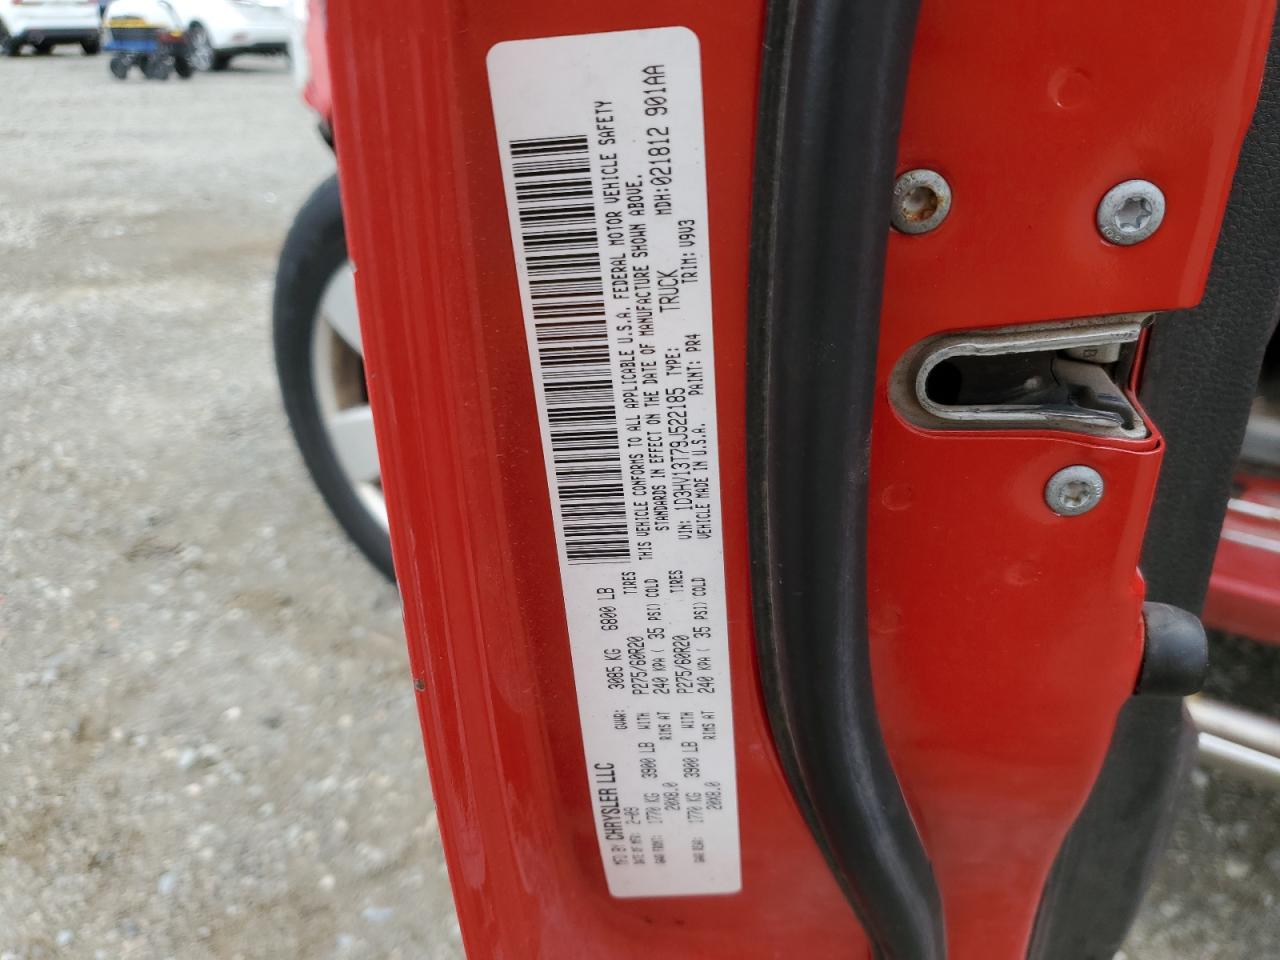 MFD BY CHRYSLER LLC
DATE OF MFR: 2-09 GVWR: 3085 KG 6800 LB
GAWR FRONT: 1770 KG 3900 LB WITH P275/60R20 TIRES
20X8.0 RIMS AT 240 KPA ( 35 PSI) COLD
GAWR REAR: 1770 KG 3900 LB WITH P275/60R20 TIRES
20X8.0 RIMS AT 240 KPA ( 35 PSI) COLD
THIS VEHICLE CONFORMS TO ALL APPLICABLE U.S.A. FEDERAL MOTOR VEHICLE SAFETY
STANDARDS IN EFFECT ON THE DATE OF MANUFACTURE SHOWN ABOVE.
MDH:021812 901AA
VIN: 1D3HV13T79J522185 TYPE: TRUCK
VEHICLE MADE IN U.S.A. PAINT: PR4 TRIM: V9V3